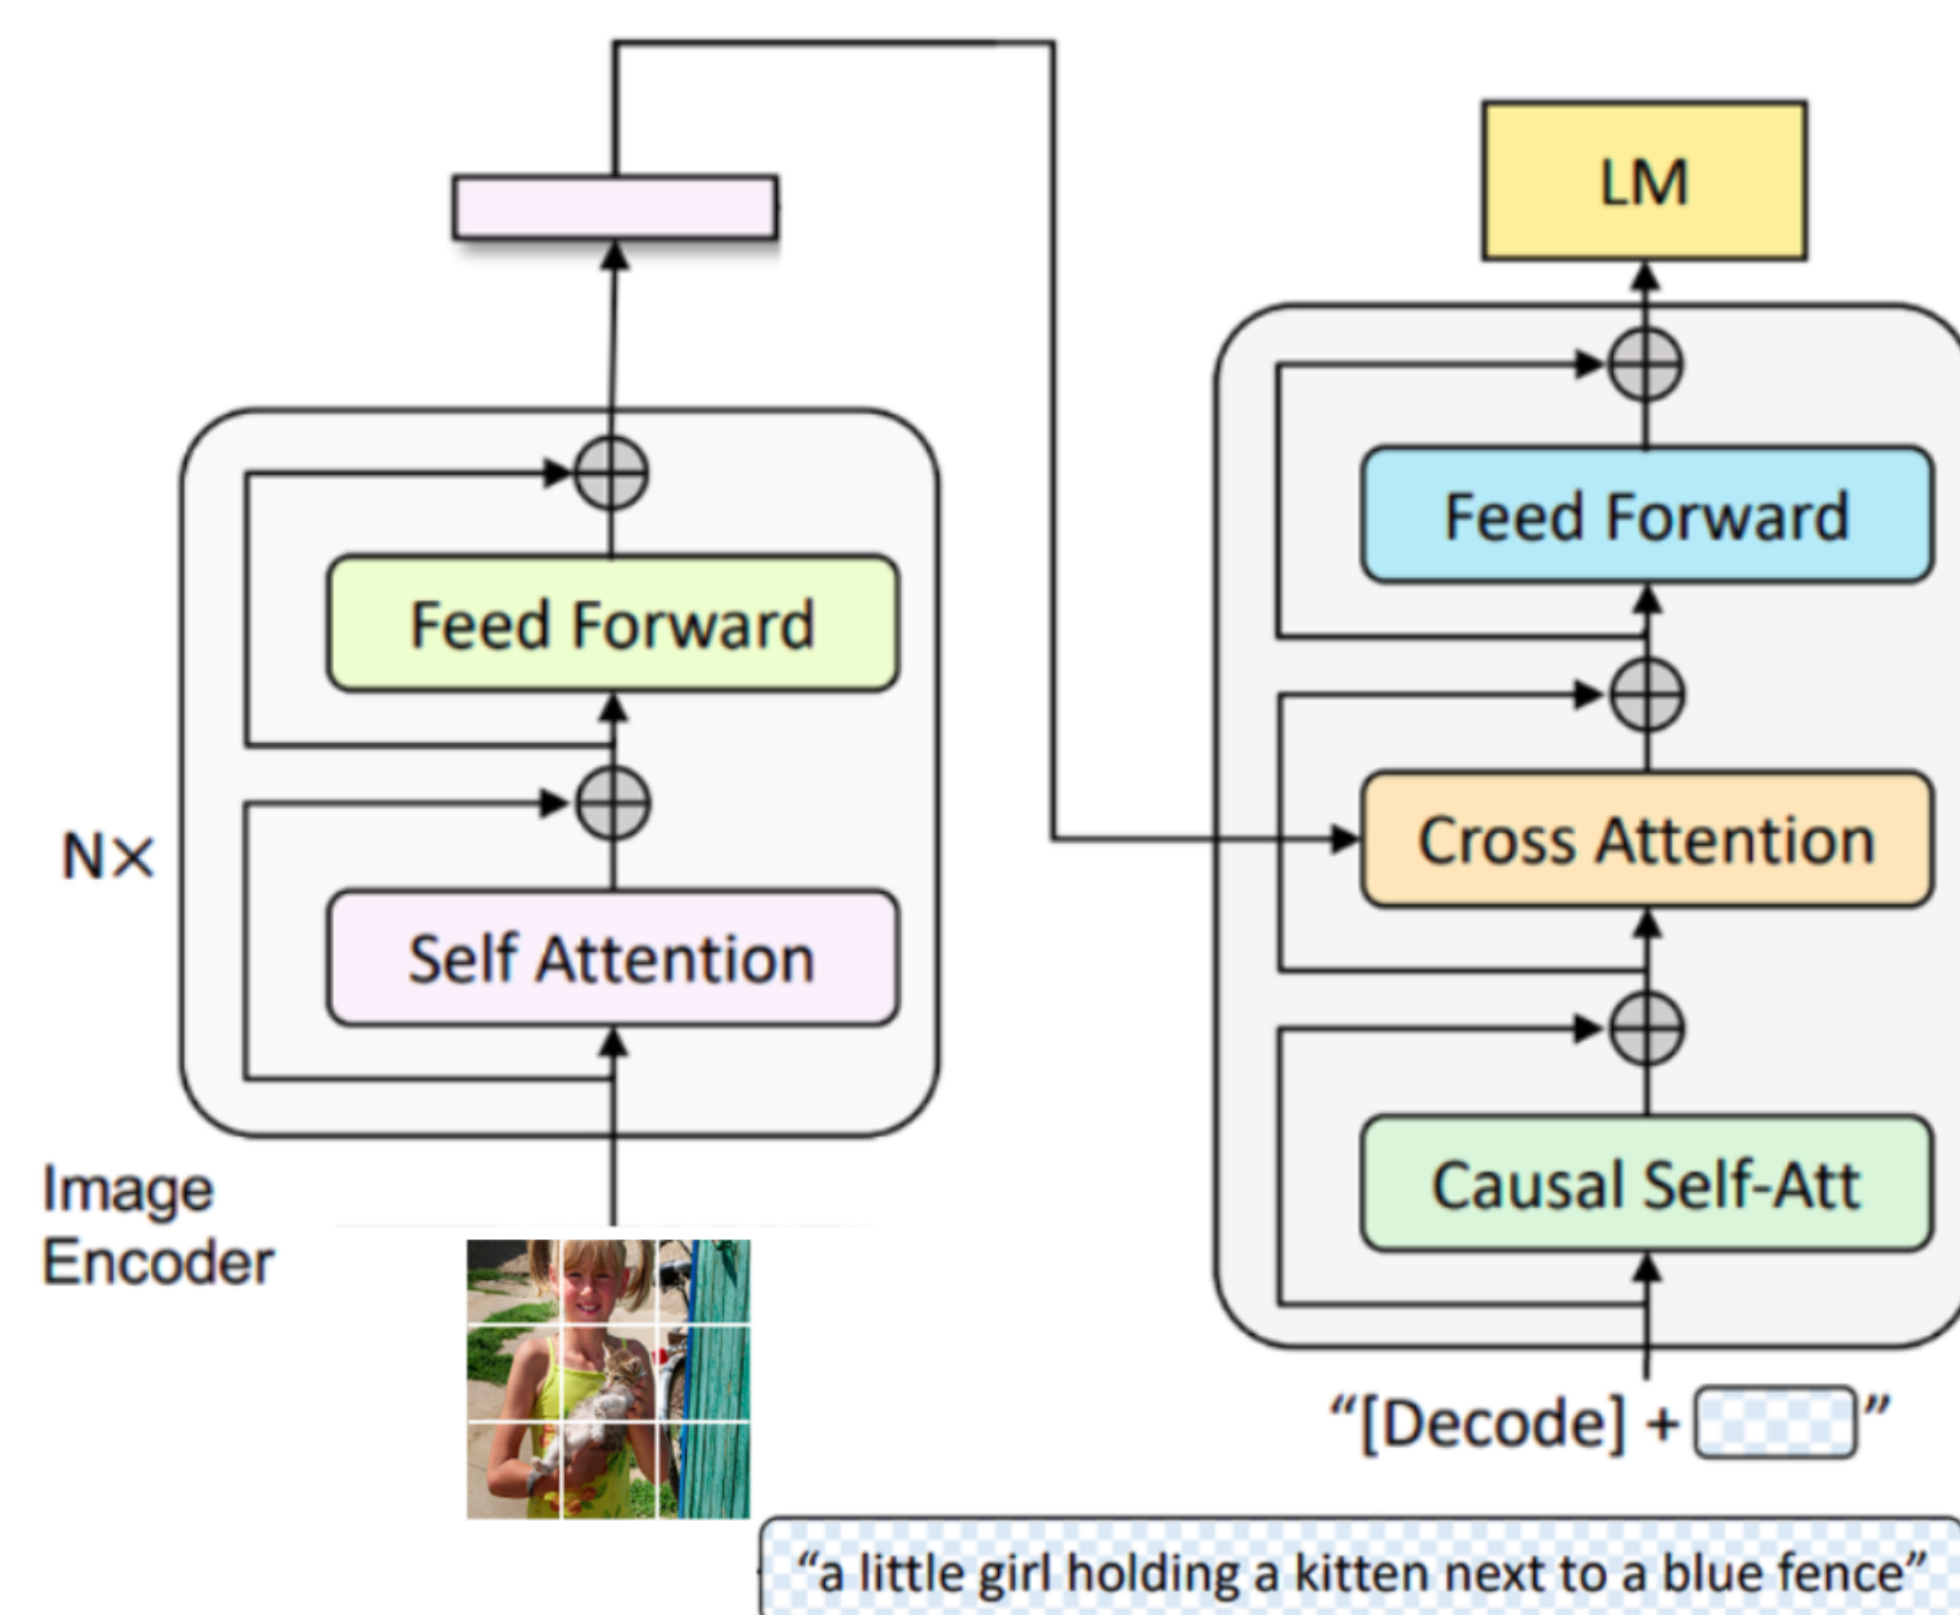 LM
Feed Forward
Feed Forward
Cross Attention
N×
Self Attention
Image
Encoder
Causal Self-Att
“[Decode] + ”
“a little girl holding a kitten next to a blue fence”